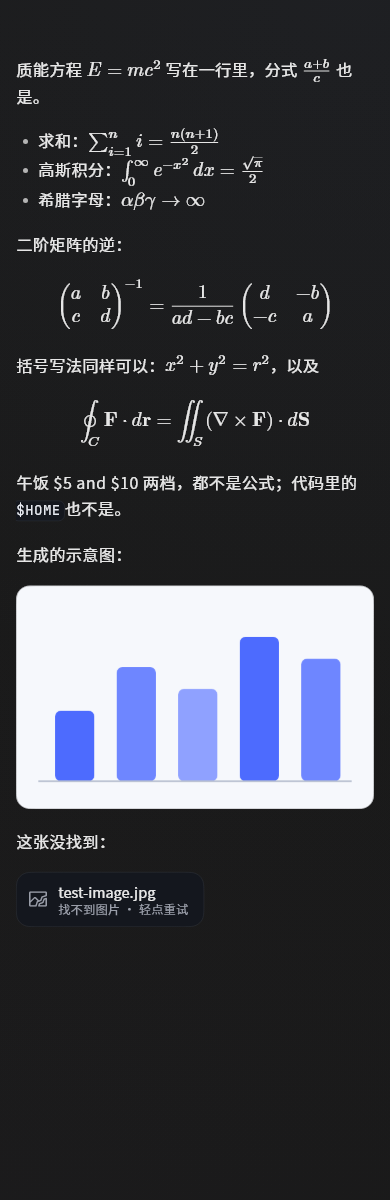 质能方程 E = mc² 写在一行里，分式 (a+b)/c 也
是。
• 求和：∑_{i=1}^{n} i = n(n+1)/2
• 高斯积分：∫_0^∞ e^{-x²} dx = √π/2
• 希腊字母：αβγ → ∞
二阶矩阵的逆：
(a b; c d)^{-1} = 1/(ad − bc) (d −b; −c a)
括号写法同样可以：x² + y² = r²，以及
∮_C F · dr = ∬_S (∇ × F) · dS
午饭 $5 and $10 两档，都不是公式；代码里的
$HOME 也不是。
生成的示意图：
这张没找到：
test-image.jpg
找不到图片 · 轻点重试